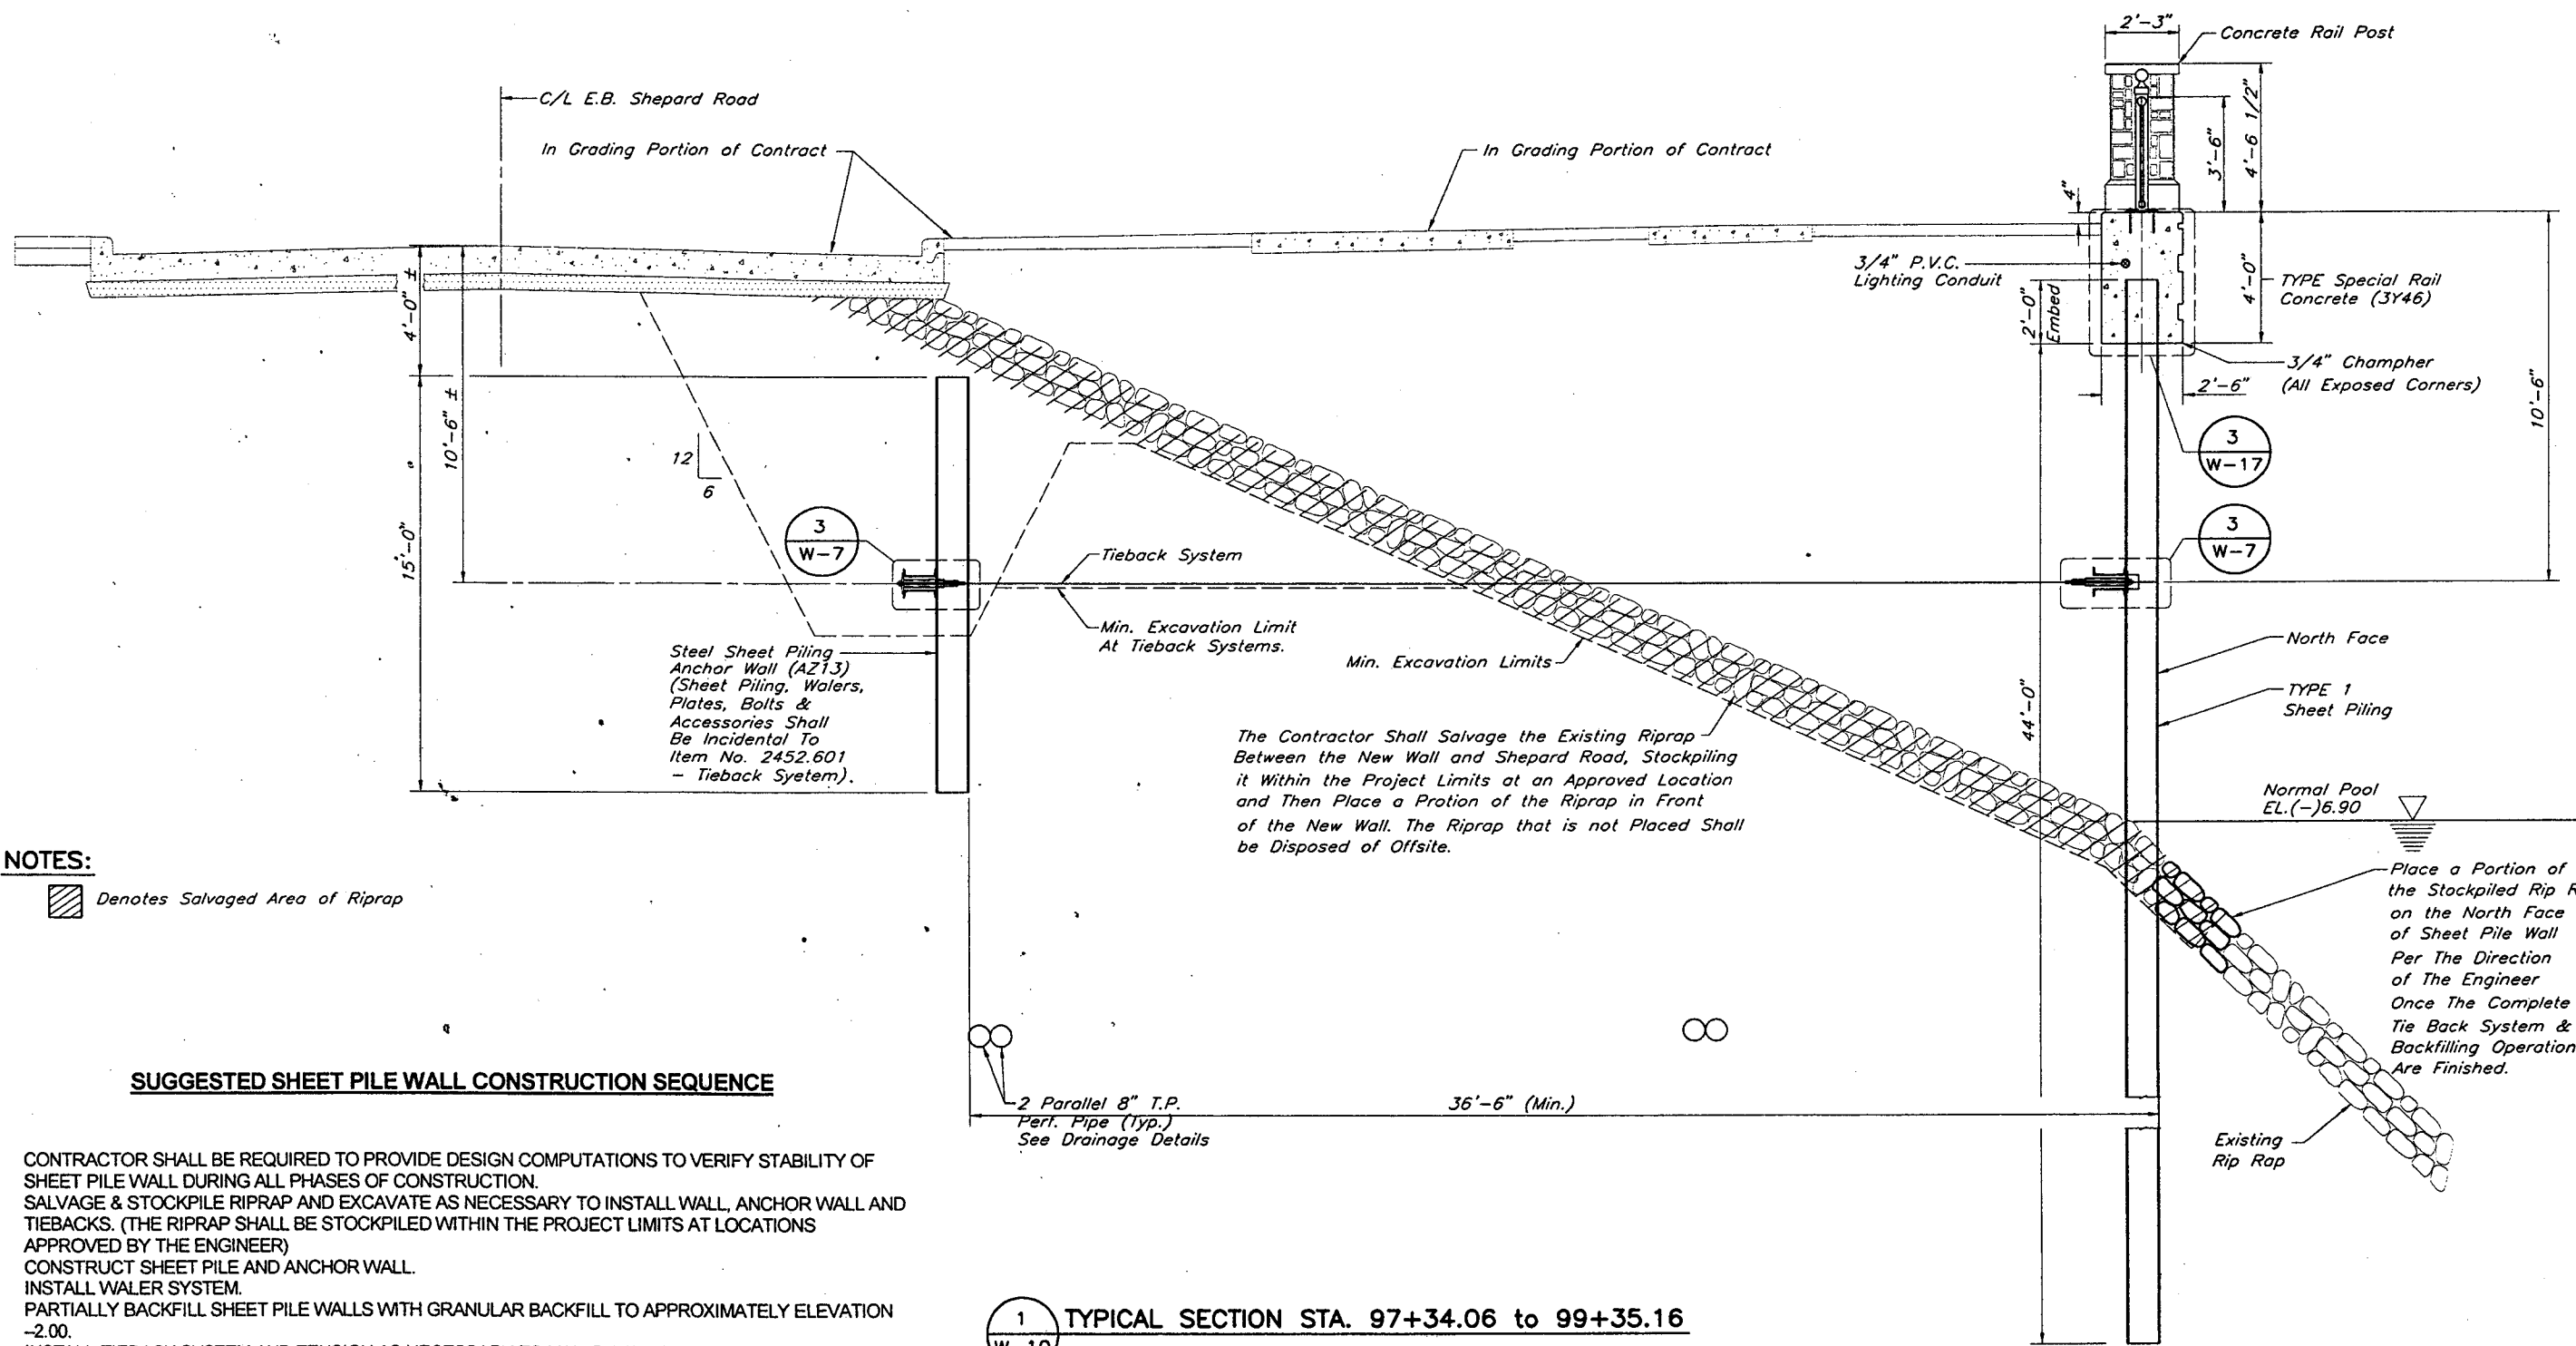 2'-3"
Concrete Rail Post
C/L E.B. Shepard Road
In Grading Portion of Contract
In Grading Portion of Contract
4"
3'-6"
4'-6 1/2"
3/4" P.V.C.
Lighting Conduit
2'-0"
Embed
4'-0"
TYPE Special Rail
Concrete (3Y46)
3/4" Champher
(All Exposed Corners)
2'-6"
10'-6"
4'-0" ±
10'-6" ±
15'-0"
12
6
3
W-17
3
W-7
3
W-7
Tieback System
Min. Excavation Limit
At Tieback Systems.
Min. Excavation Limits
North Face
TYPE 1
Sheet Piling
44'-0"
Steel Sheet Piling
Anchor Wall (AZ13)
(Sheet Piling, Walers,
Plates, Bolts &
Accessories Shall
Be Incidental To
Item No. 2452.601
- Tieback Syetem).
The Contractor Shall Salvage the Existing Riprap
Between the New Wall and Shepard Road, Stockpiling
it Within the Project Limits at an Approved Location
and Then Place a Protion of the Riprap in Front
of the New Wall. The Riprap that is not Placed Shall
be Disposed of Offsite.
Normal Pool
EL.(-)6.90
Place a Portion of
the Stockpiled Rip
on the North Face
of Sheet Pile Wall
Per The Direction
of The Engineer
Once The Complete
Tie Back System &
Backfilling Operation
Are Finished.
Existing
Rip Rap
NOTES:
Denotes Salvaged Area of Riprap
2 Parallel 8" T.P.
Perf. Pipe (Typ.)
See Drainage Details
36'-6" (Min.)
SUGGESTED SHEET PILE WALL CONSTRUCTION SEQUENCE
CONTRACTOR SHALL BE REQUIRED TO PROVIDE DESIGN COMPUTATIONS TO VERIFY STABILITY OF
SHEET PILE WALL DURING ALL PHASES OF CONSTRUCTION.
SALVAGE & STOCKPILE RIPRAP AND EXCAVATE AS NECESSARY TO INSTALL WALL, ANCHOR WALL AND
TIEBACKS. (THE RIPRAP SHALL BE STOCKPILED WITHIN THE PROJECT LIMITS AT LOCATIONS
APPROVED BY THE ENGINEER)
CONSTRUCT SHEET PILE AND ANCHOR WALL.
INSTALL WALER SYSTEM.
PARTIALLY BACKFILL SHEET PILE WALLS WITH GRANULAR BACKFILL TO APPROXIMATELY ELEVATION
-2.00.
1
TYPICAL SECTION STA. 97+34.06 to 99+35.16